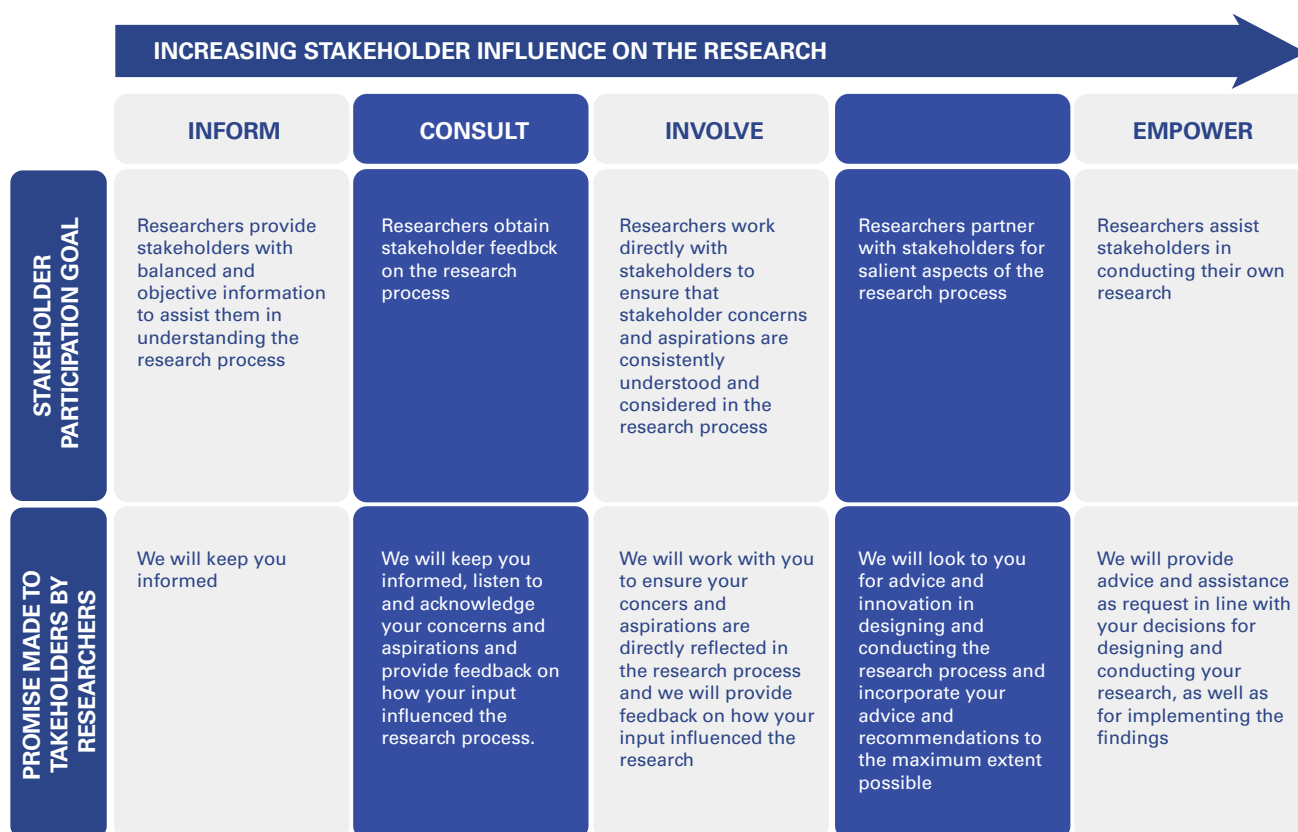 INCREASING STAKEHOLDER INFLUENCE ON THE RESEARCH
INFORM
CONSULT
INVOLVE
EMPOWER
STAKEHOLDER
PARTICIPATION GOAL
Researchers provide
stakeholders with
balanced and
objective information
to assist them in
understanding the
research process
Researchers obtain
stakeholder feedbck
on the research
process
Researchers work
directly with
stakeholders to
ensure that
stakeholder concerns
and aspirations are
consistently
understood and
considered in the
research process
Researchers partner
with stakeholders for
salient aspects of the
research process
Researchers assist
stakeholders in
conducting their own
research
PROMISE MADE TO
TAKEHOLDERS BY
RESEARCHERS
We will keep you
informed
We will keep you
informed, listen to
and acknowledge
your concerns and
aspirations and
provide feedback on
how your input
influenced the
research process.
We will work with you
to ensure your
concers and
aspirations are
directly reflected in
the research process
and we will provide
feedback on how your
input influenced the
research
We will look to you
for advice and
innovation in
designing and
conducting the
research process and
incorporate your
advice and
recommendations to
the maximum extent
possible
We will provide
advice and assistance
as request in line with
your decisions for
designing and
conducting your
research, as well as
for implementing the
findings